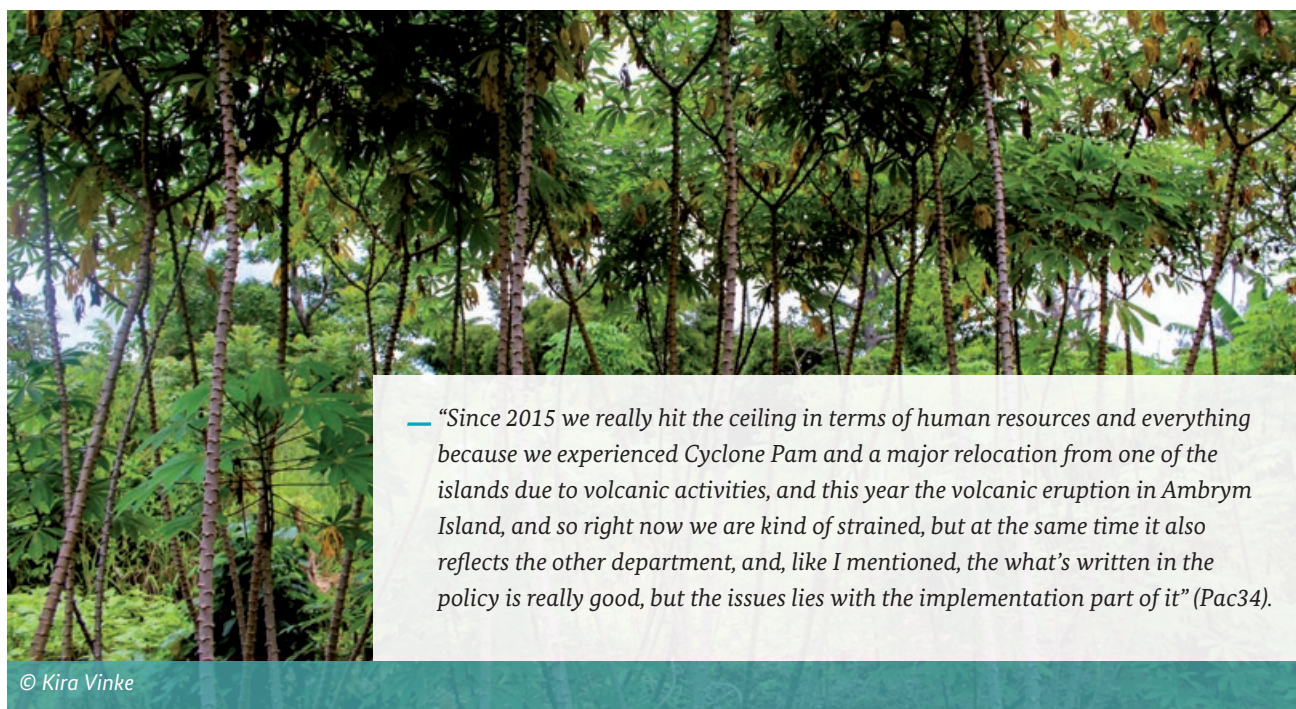 “Since 2015 we really hit the ceiling in terms of human resources and everything
because we experienced Cyclone Pam and a major relocation from one of the
islands due to volcanic activities, and this year the volcanic eruption in Ambrym
Island, and so right now we are kind of strained, but at the same time it also
reflects the other department, and, like I mentioned, the what’s written in the
policy is really good, but the issues lies with the implementation part of it” (Pac34).
© Kira Vinke